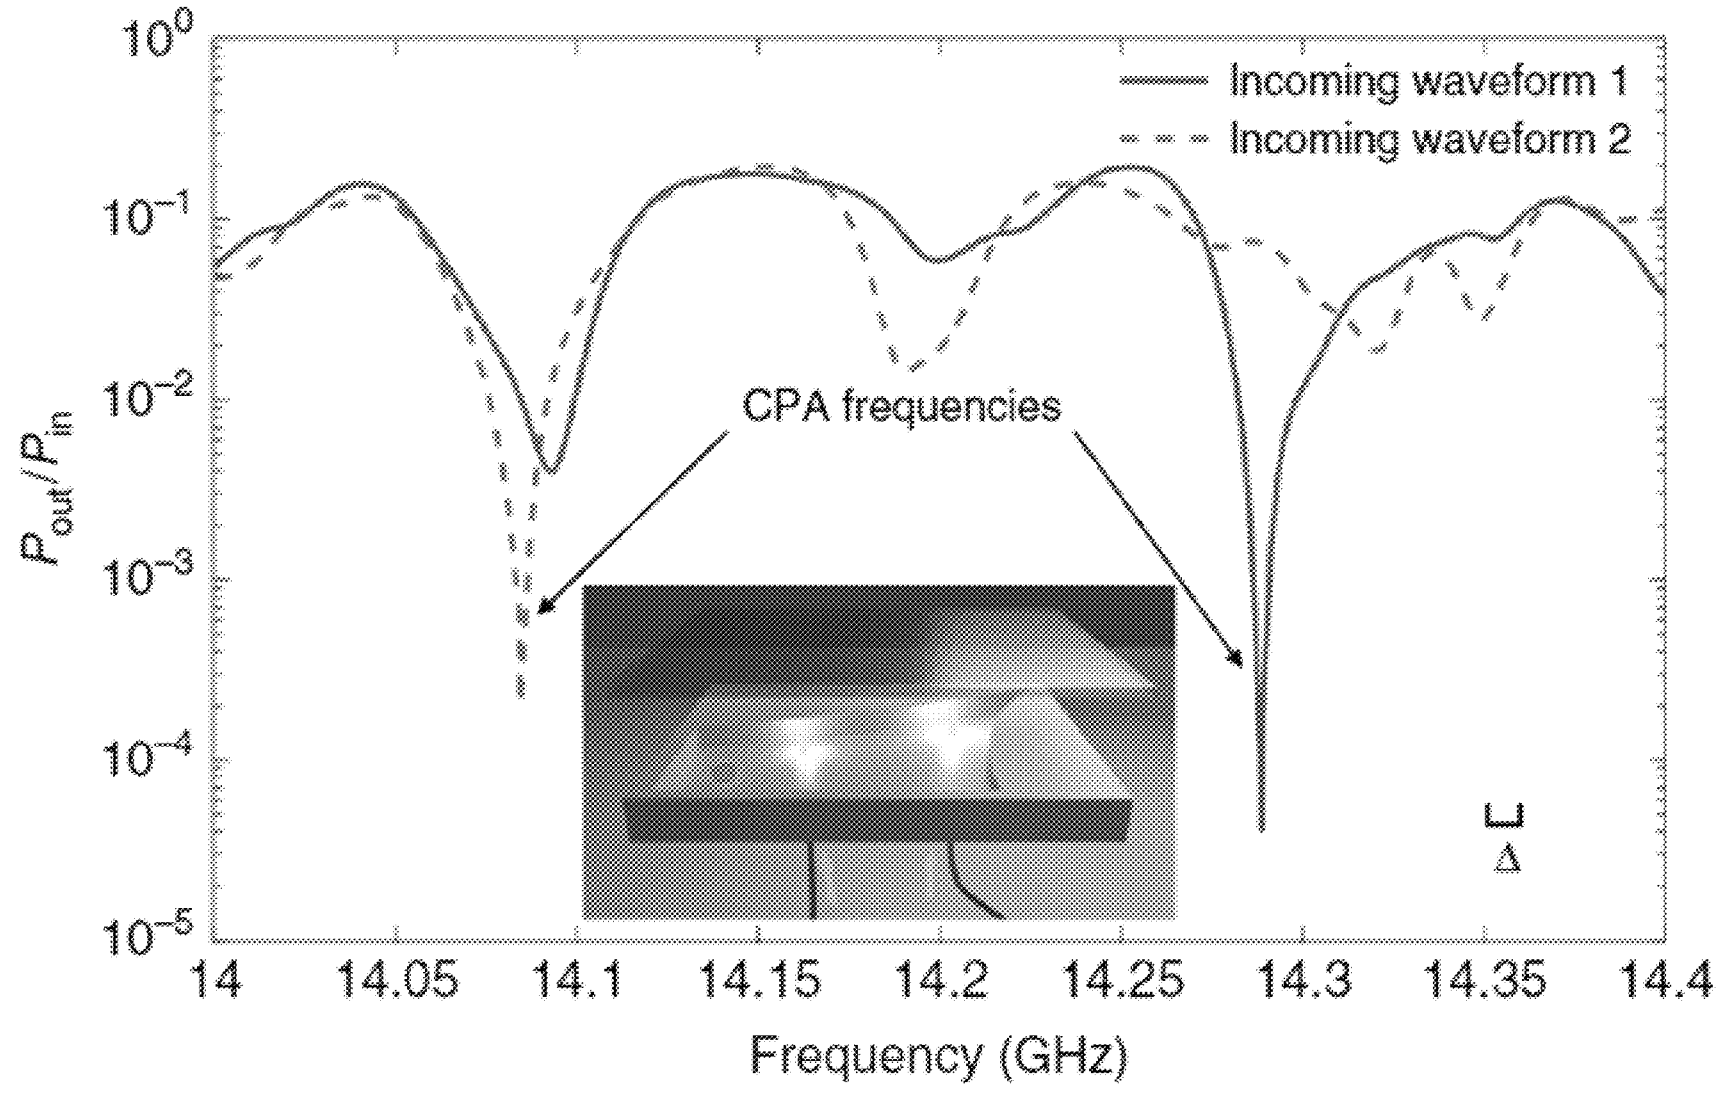 10⁰
Incoming waveform 1
Incoming waveform 2
10⁻¹
10⁻²
CPA frequencies
P_out/P_in
10⁻³
10⁻⁴
Δ
10⁻⁵
14 14.05 14.1 14.15 14.2 14.25 14.3 14.35 14.4
Frequency (GHz)